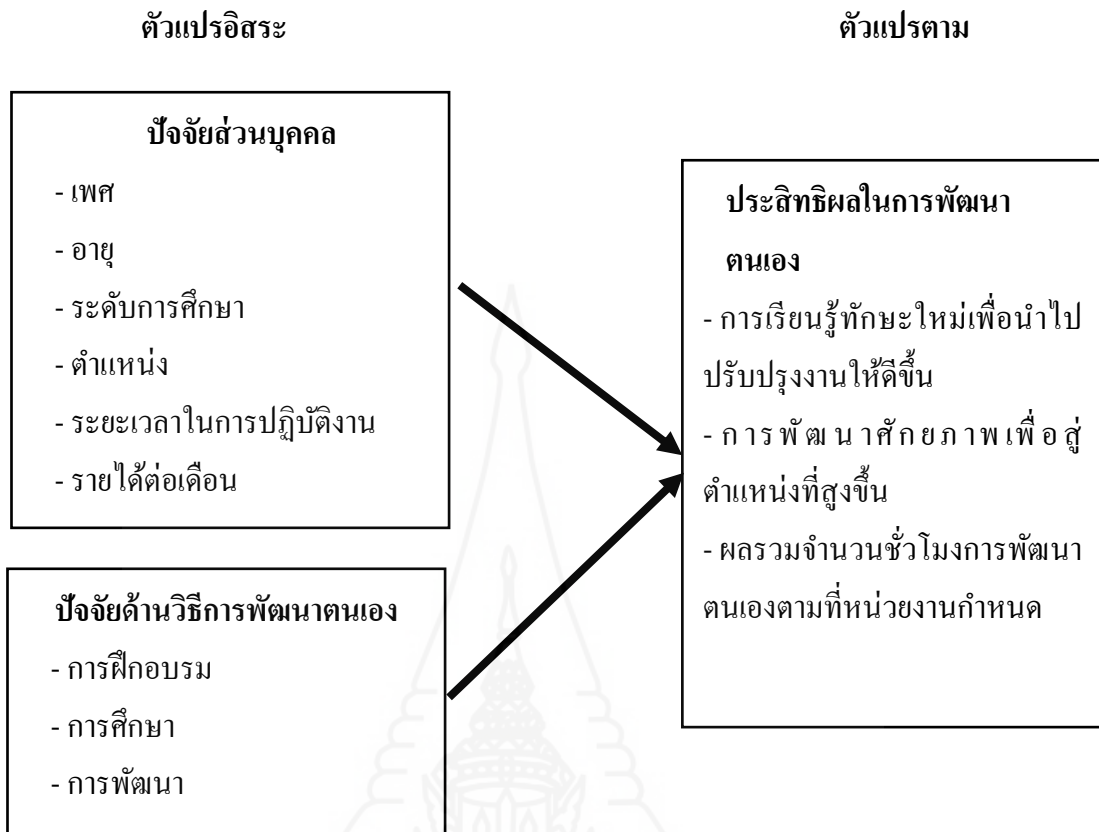 ตัวแปรอิสระ
ตัวแปรตาม
ปัจจัยส่วนบุคคล
- เพศ
- อายุ
- ระดับการศึกษา
- ตำแหน่ง
- ระยะเวลาในการปฏิบัติงาน
- รายได้ต่อเดือน
ปัจจัยด้านวิธีการพัฒนาตนเอง
- การฝึกอบรม
- การศึกษา
- การพัฒนา
ประสิทธิผลในการพัฒนา
ตนเอง
- การเรียนรู้ทักษะใหม่เพื่อนำไป
ปรับปรุงงานให้ดีขึ้น
- การพัฒนาศักยภาพเพื่อสู่
ตำแหน่งที่สูงขึ้น
- ผลรวมจำนวนชั่วโมงการพัฒนา
ตนเองตามที่หน่วยงานกำหนด